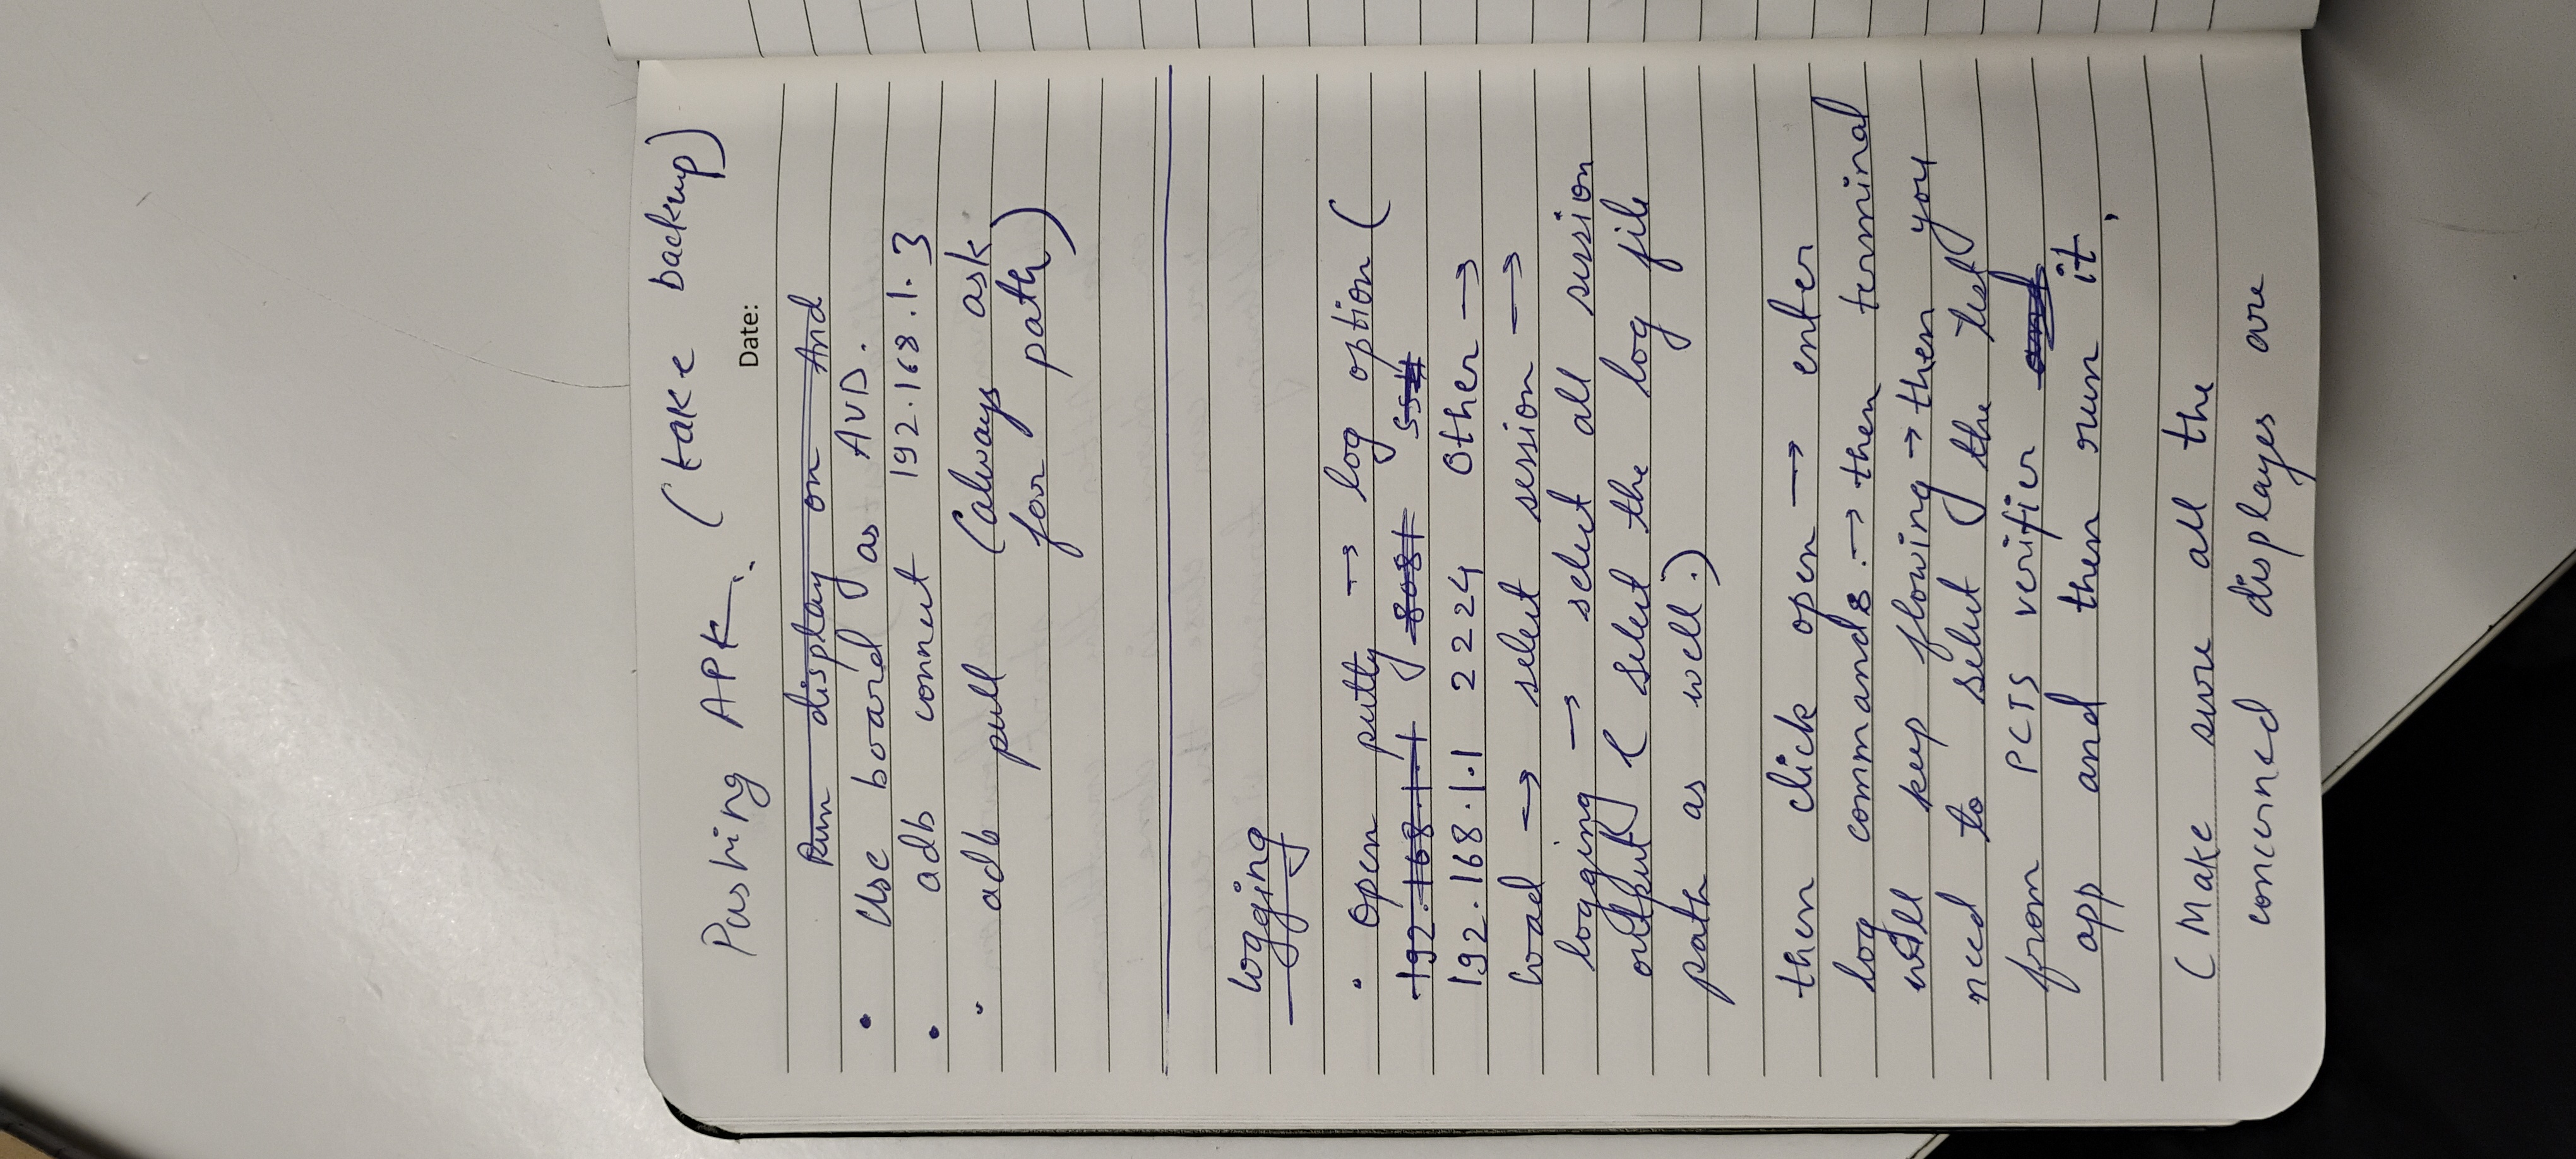 Pushing APK. (take backup)
Date:
Run display on And
• Use board as AVD.
• adb connect 192.168.1.3
• adb pull (always ask
for path)
logging
• Open putty → log option (
192.168.1.1 SSH
192.168.1.1 2224 Other →
load → select session →
logging → select all session
output & select the log file
path as well.)
then click open → enter
log commands. → then terminal
will keep flowing → then you
need to select the test
from PCTS verifier and
app and then run it.
(Make sure all the
concerned displayes are